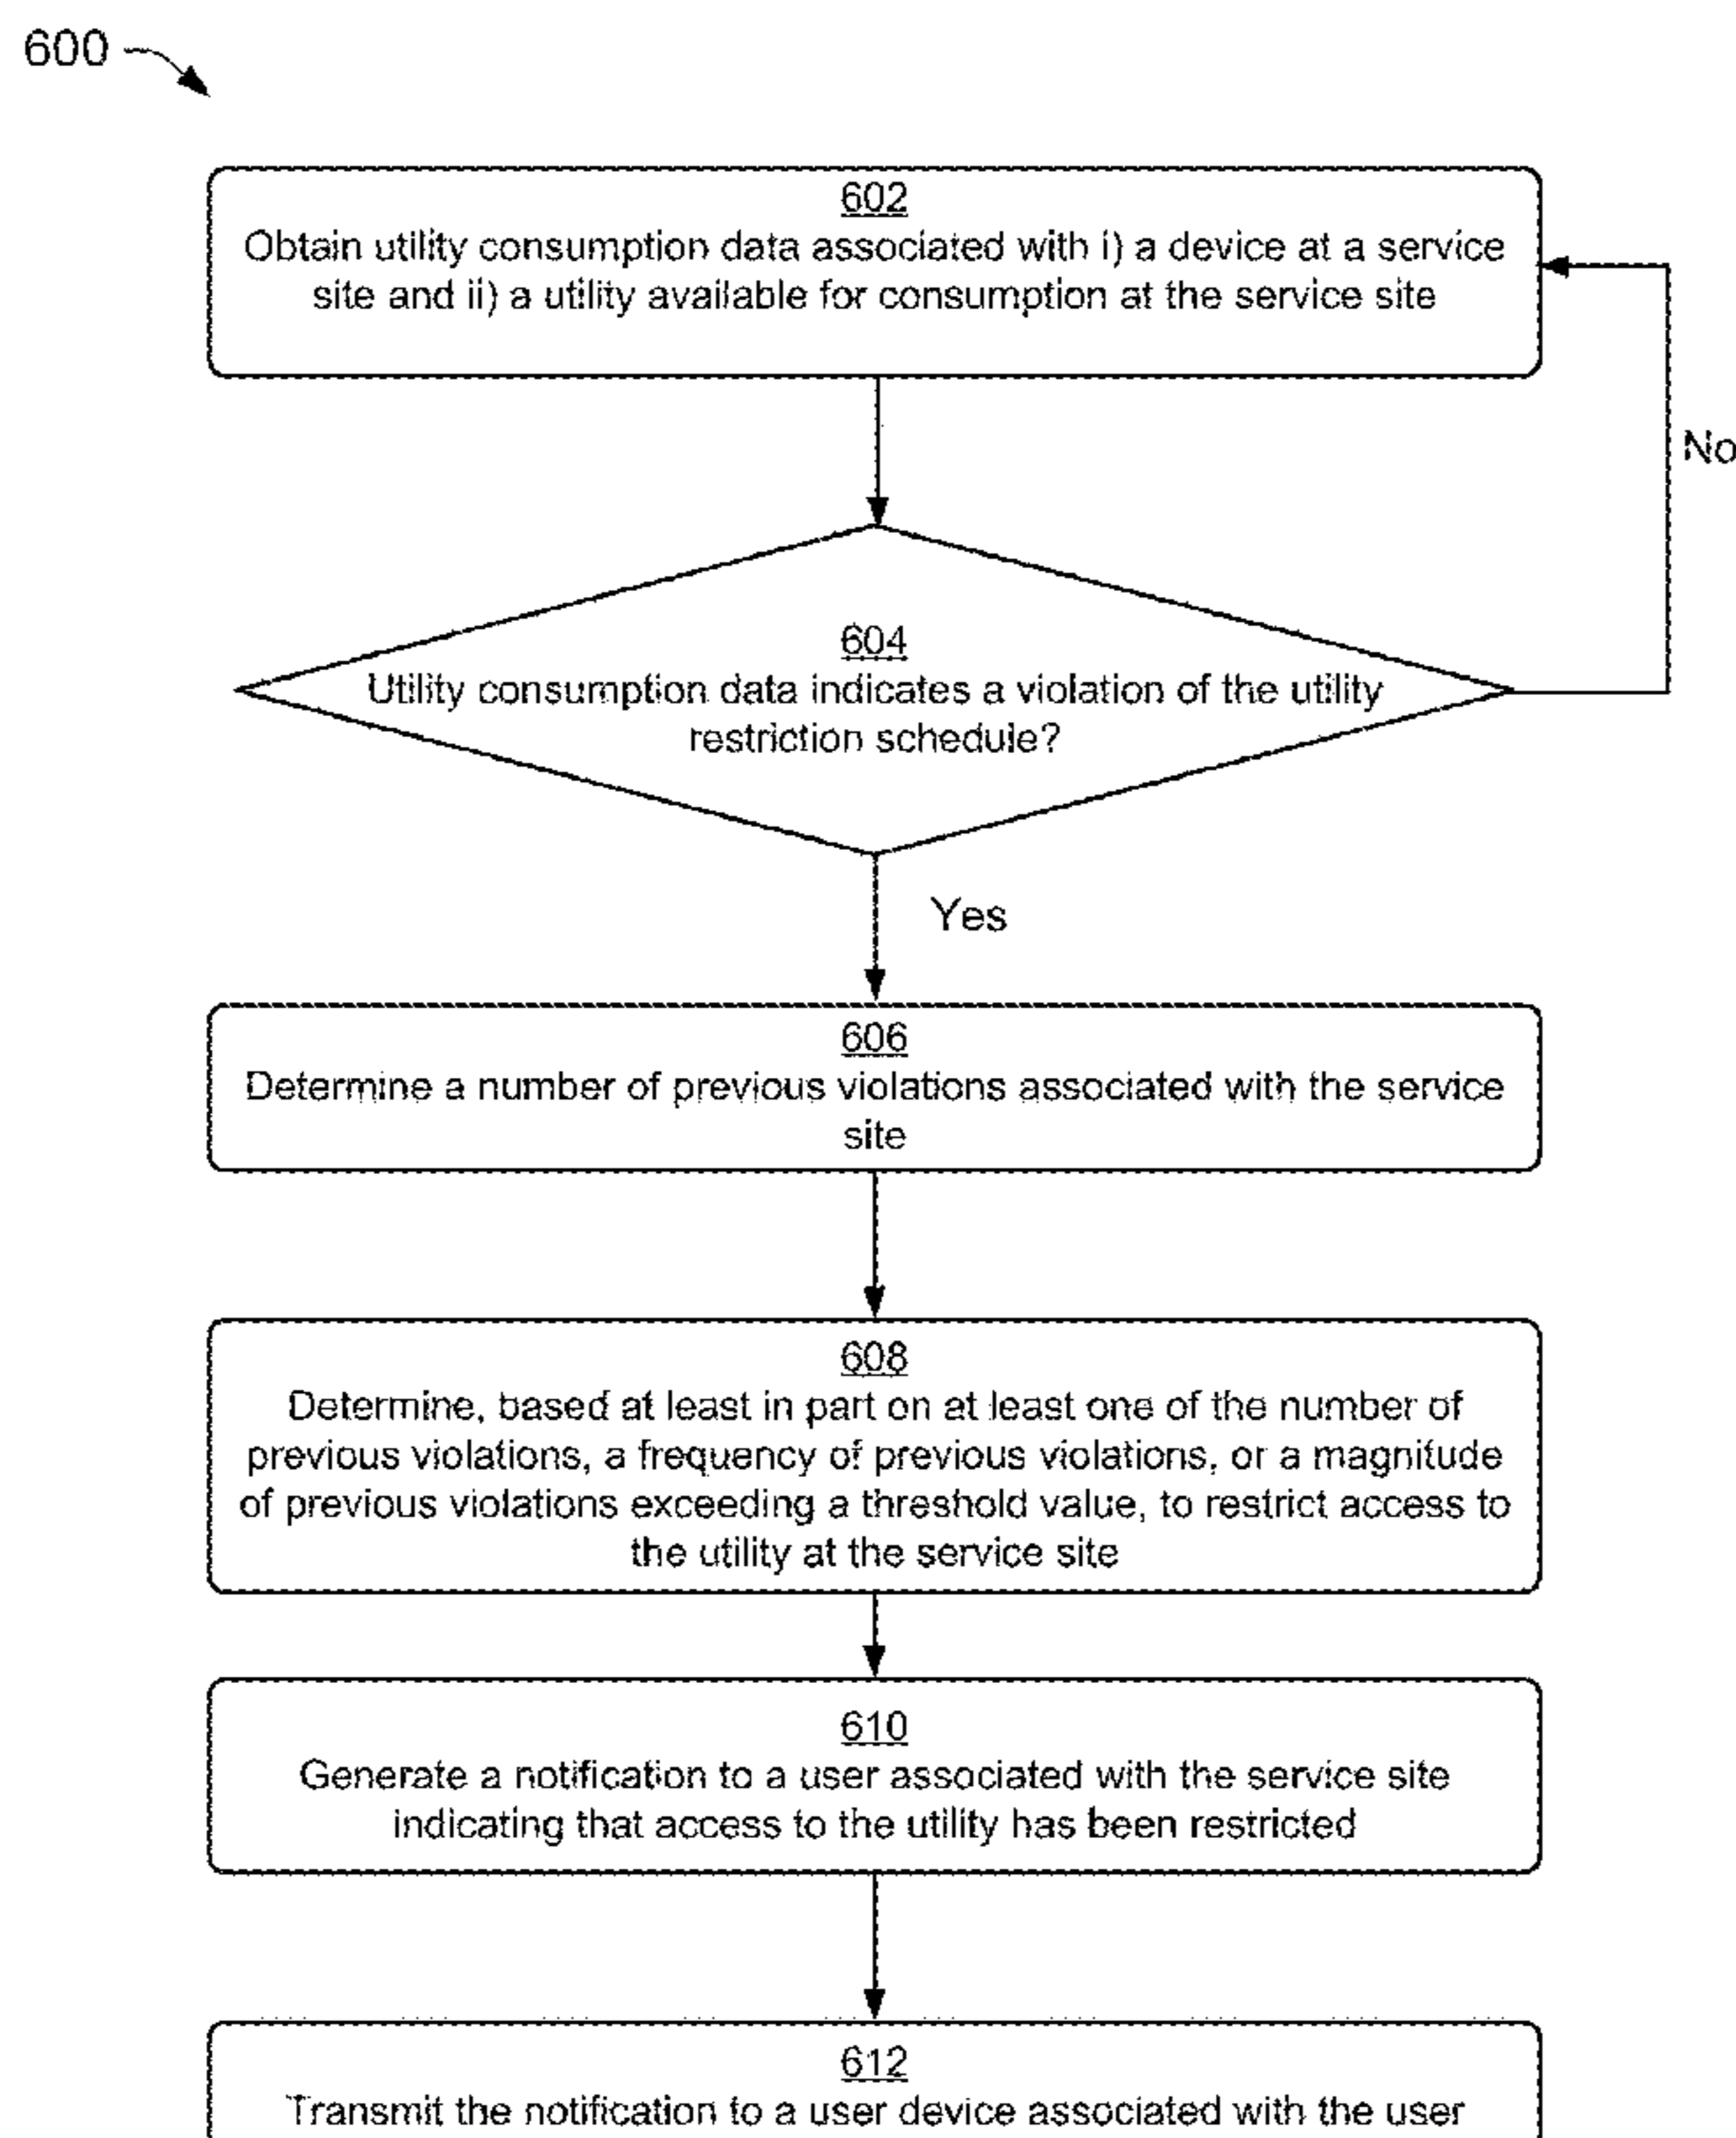 600
602
Obtain utility consumption data associated with i) a device at a service
site and ii) a utility available for consumption at the service site
No
604
Utility consumption data indicates a violation of the utility
restriction schedule?
Yes
606
Determine a number of previous violations associated with the service
site
608
Determine, based at least in part on at least one of the number of
previous violations, a frequency of previous violations, or a magnitude
of previous violations exceeding a threshold value, to restrict access to
the utility at the service site
610
Generate a notification to a user associated with the service site
indicating that access to the utility has been restricted
612
Transmit the notification to a user device associated with the user